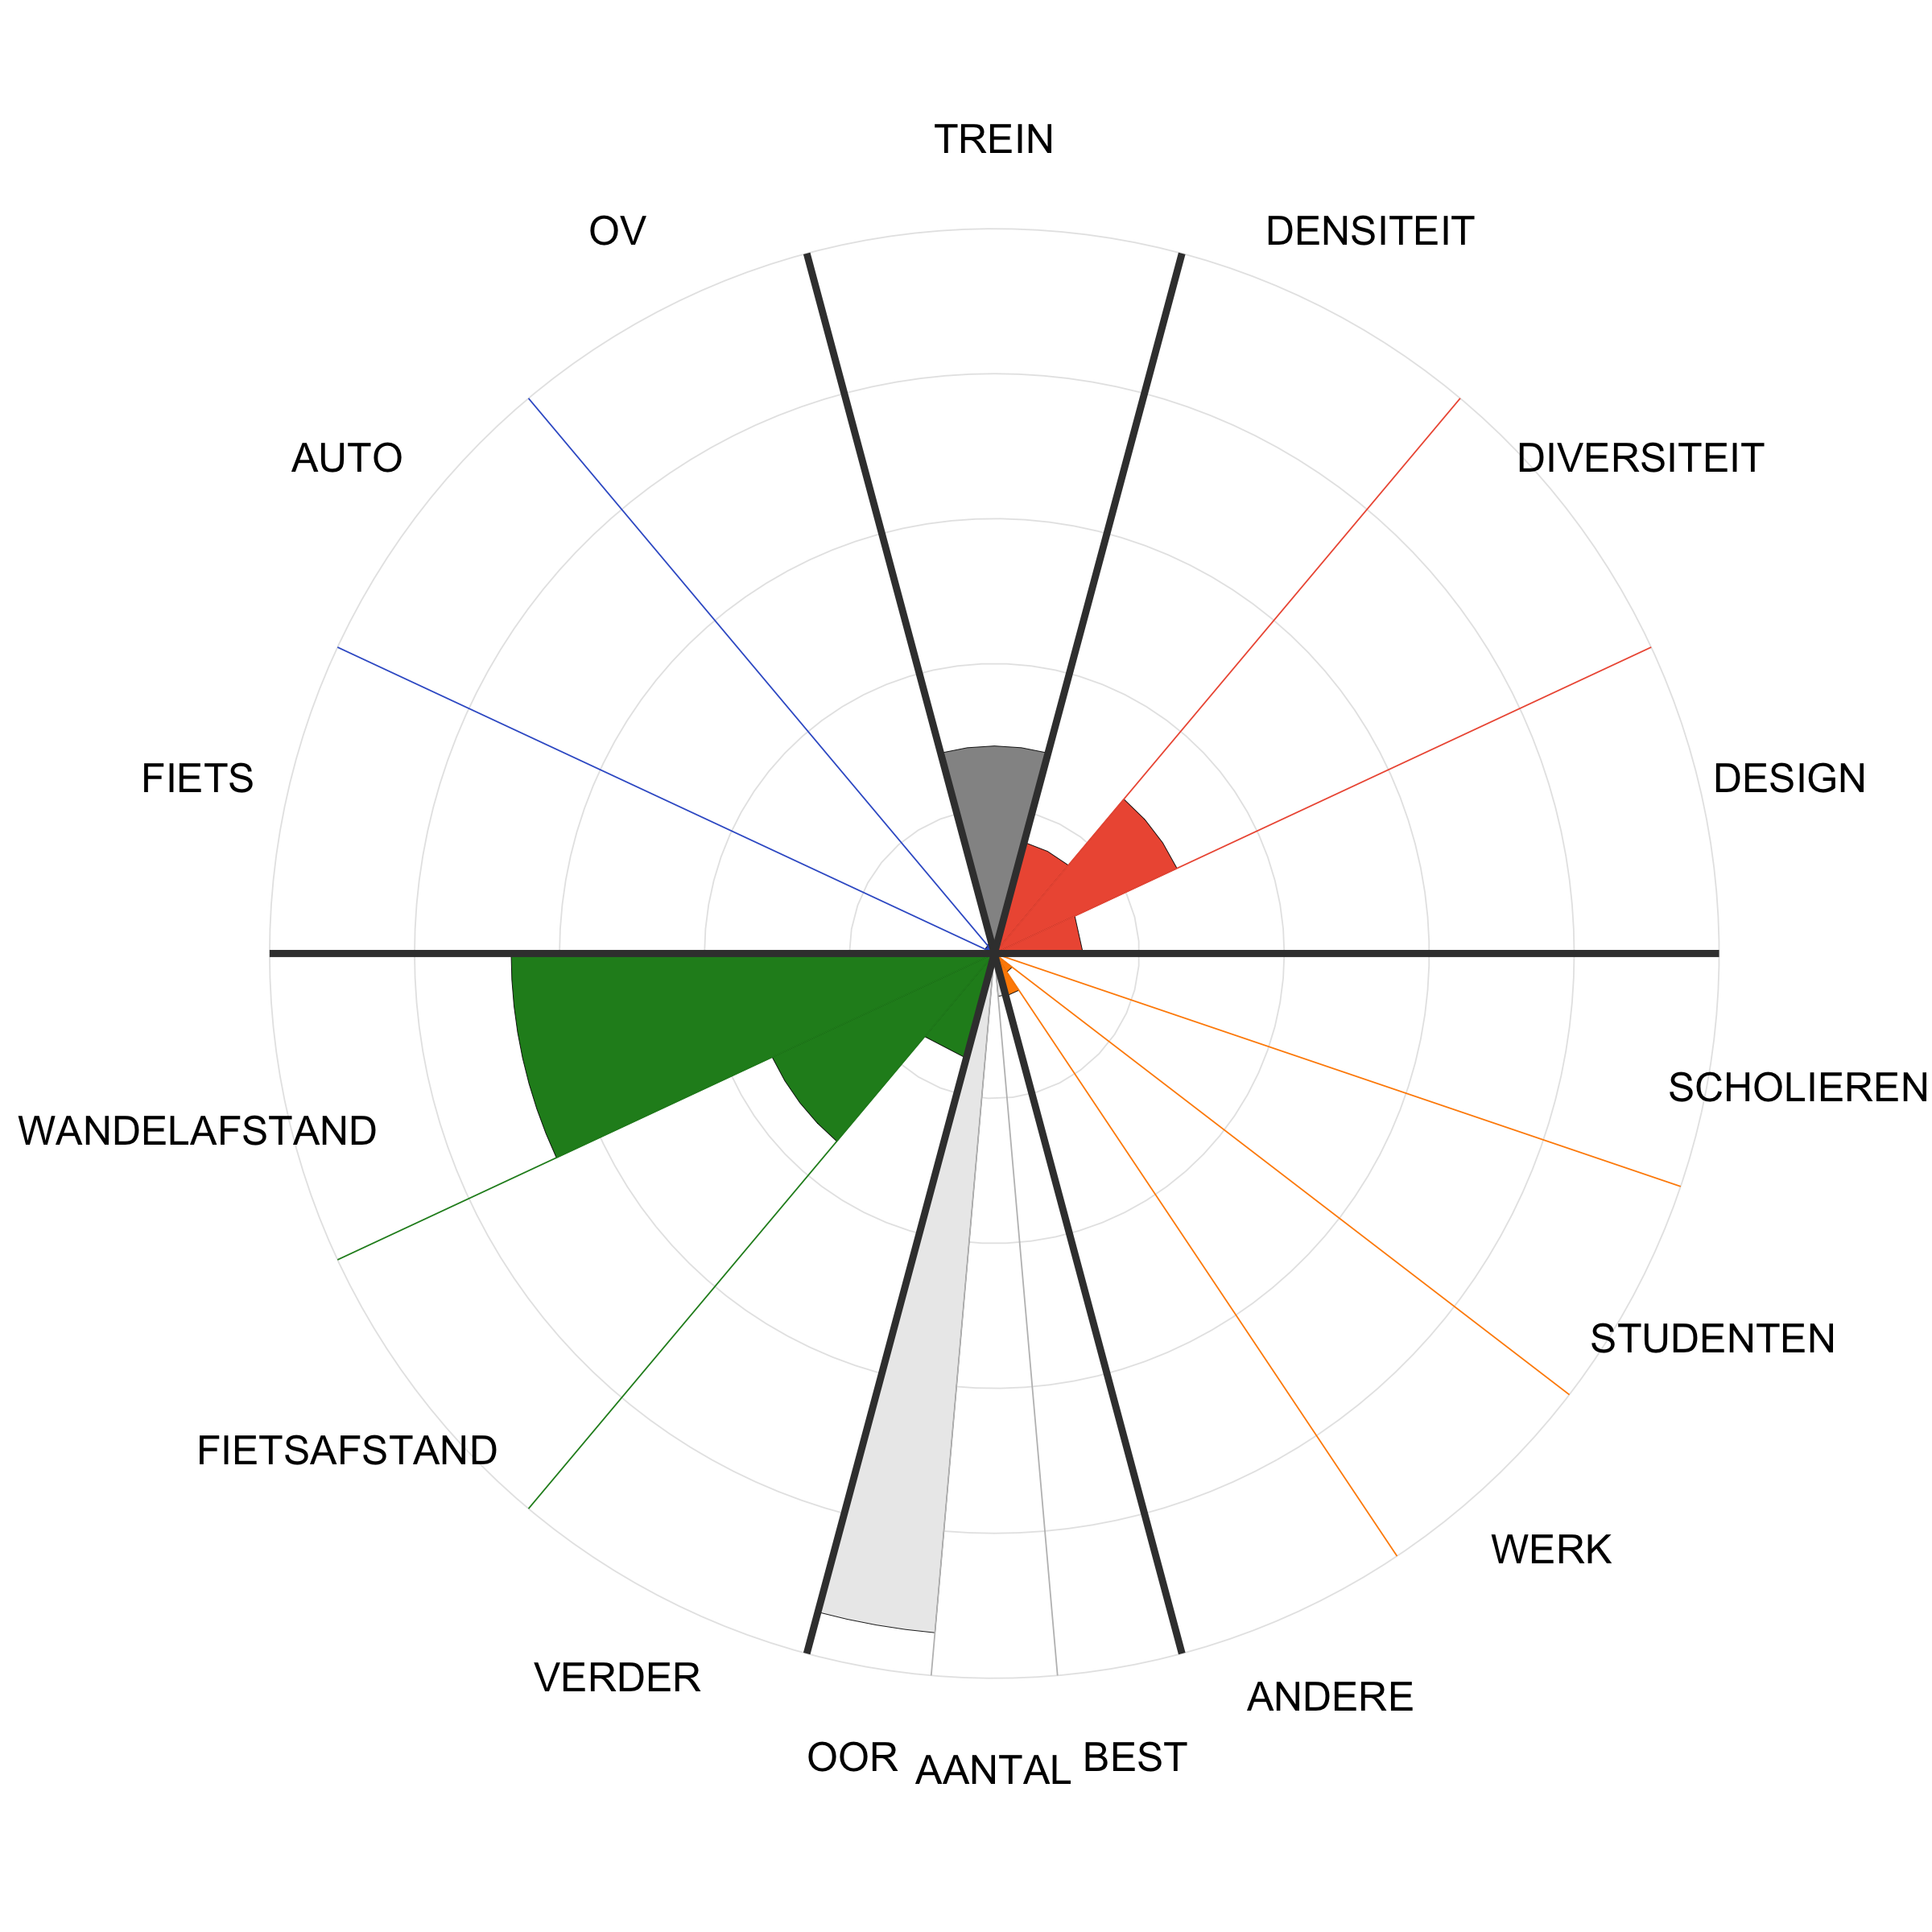 TREIN
OV
DENSITEIT
AUTO
DIVERSITEIT
FIETS
DESIGN
SCHOLIEREN
WANDELAFSTAND
STUDENTEN
FIETSAFSTAND
WERK
VERDER
ANDERE
OOR AANTAL BEST